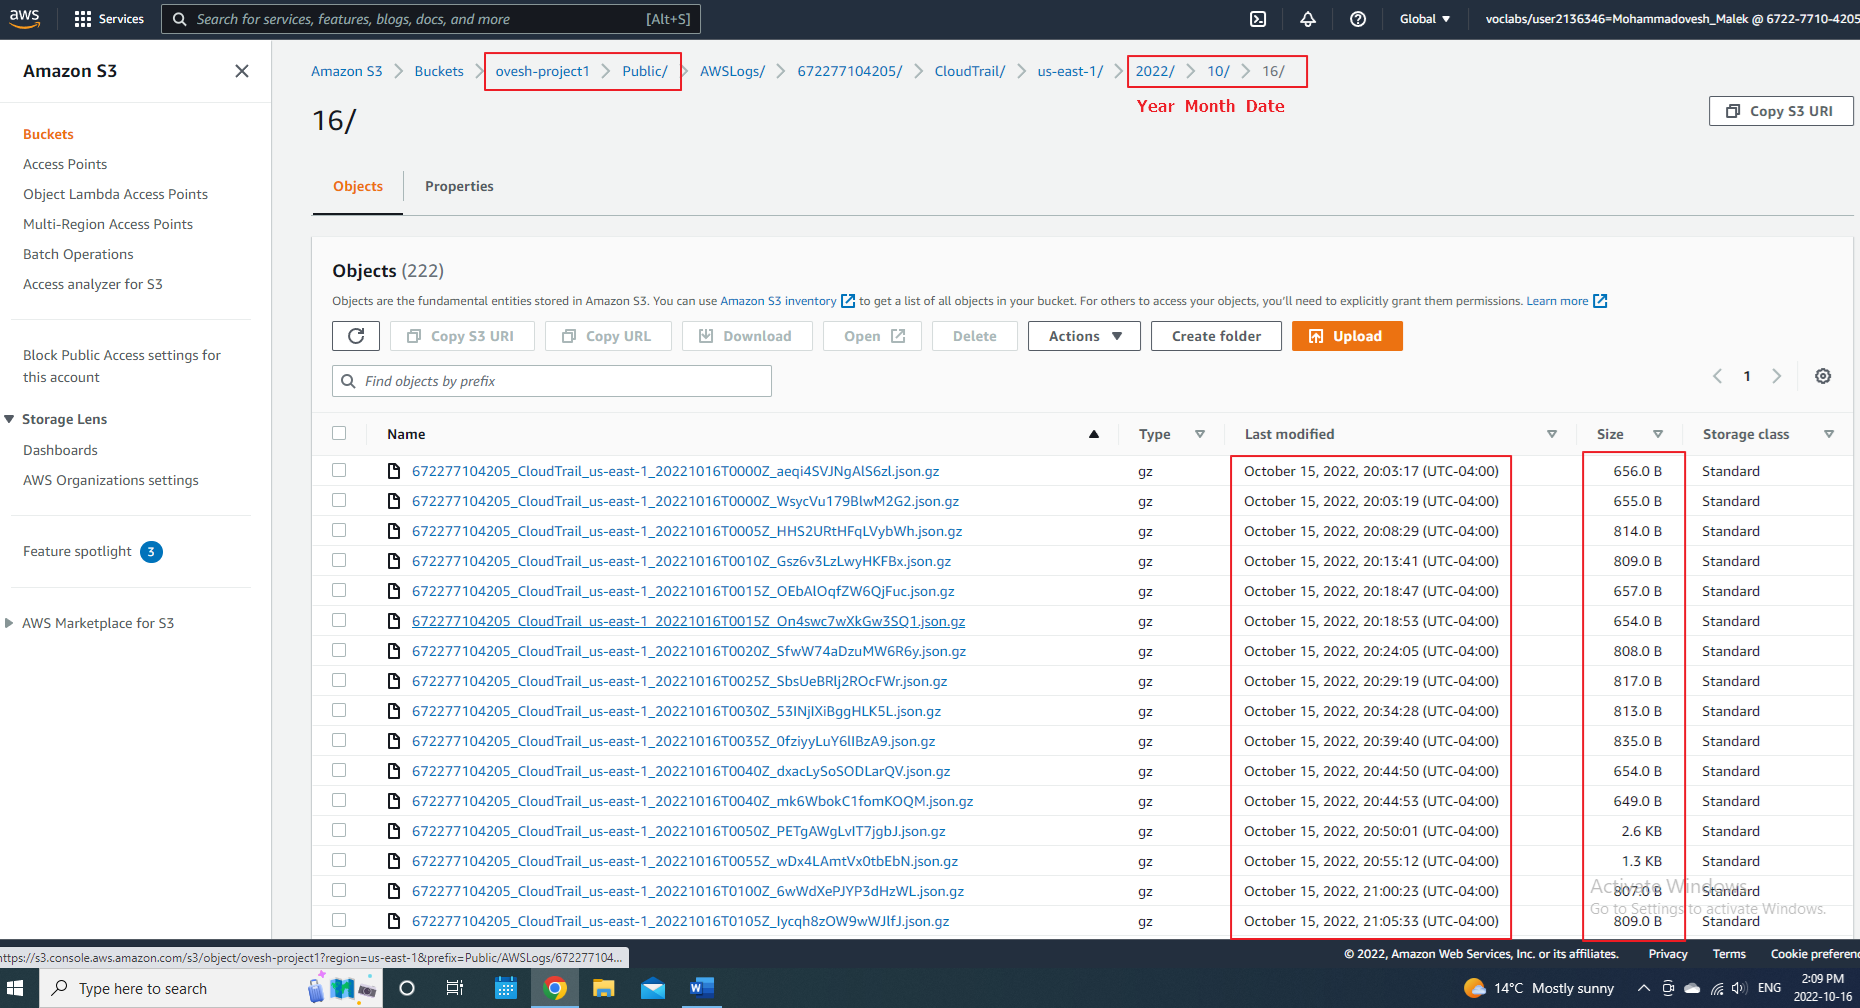 aws Services Search for services, features, blogs, docs, and more [Alt+S] Global voclabs/user2136346=Mohammadovesh_Malek @ 6722-7710-4205
Amazon S3
Buckets
Access Points
Object Lambda Access Points
Multi-Region Access Points
Batch Operations
Access analyzer for S3
Block Public Access settings for
this account
Storage Lens
Dashboards
AWS Organizations settings
Feature spotlight 3
AWS Marketplace for S3
Amazon S3 Buckets ovesh-project1 Public/ AWSLogs/ 672277104205/ CloudTrail/ us-east-1/ 2022/ 10/ 16/
Year Month Date
16/
Copy S3 URI
Objects Properties
Objects (222)
Objects are the fundamental entities stored in Amazon S3. You can use Amazon S3 inventory to get a list of all objects in your bucket. For others to access your objects, you'll need to explicitly grant them permissions. Learn more
Copy S3 URI Copy URL Download Open Delete Actions Create folder Upload
Find objects by prefix
1
Name Type Last modified Size Storage class
672277104205_CloudTrail_us-east-1_20221016T0000Z_aeqi4SVJNgAlS6zl.json.gz gz October 15, 2022, 20:03:17 (UTC-04:00) 656.0 B Standard
672277104205_CloudTrail_us-east-1_20221016T0000Z_WsycVu179BlwM2G2.json.gz gz October 15, 2022, 20:03:19 (UTC-04:00) 655.0 B Standard
672277104205_CloudTrail_us-east-1_20221016T0005Z_HHS2URtHFqLVybWh.json.gz gz October 15, 2022, 20:08:29 (UTC-04:00) 814.0 B Standard
672277104205_CloudTrail_us-east-1_20221016T0010Z_Gsz6v3LzLwyHKFBx.json.gz gz October 15, 2022, 20:13:41 (UTC-04:00) 809.0 B Standard
672277104205_CloudTrail_us-east-1_20221016T0015Z_OEbAlOqfZW6QjFuc.json.gz gz October 15, 2022, 20:18:47 (UTC-04:00) 657.0 B Standard
672277104205_CloudTrail_us-east-1_20221016T0015Z_On4swc7wXkGw3SQ1.json.gz gz October 15, 2022, 20:18:53 (UTC-04:00) 654.0 B Standard
672277104205_CloudTrail_us-east-1_20221016T0020Z_SfwW74aDzuMW6R6y.json.gz gz October 15, 2022, 20:24:05 (UTC-04:00) 808.0 B Standard
672277104205_CloudTrail_us-east-1_20221016T0025Z_SbsUeBRlj2ROcFWr.json.gz gz October 15, 2022, 20:29:19 (UTC-04:00) 817.0 B Standard
672277104205_CloudTrail_us-east-1_20221016T0030Z_53INjIXiBggHLK5L.json.gz gz October 15, 2022, 20:34:28 (UTC-04:00) 813.0 B Standard
672277104205_CloudTrail_us-east-1_20221016T0035Z_0fziyyLuY6lIBzA9.json.gz gz October 15, 2022, 20:39:40 (UTC-04:00) 835.0 B Standard
672277104205_CloudTrail_us-east-1_20221016T0040Z_dxacLySoSODLarQV.json.gz gz October 15, 2022, 20:44:50 (UTC-04:00) 654.0 B Standard
672277104205_CloudTrail_us-east-1_20221016T0040Z_mk6WbokC1fomKOQM.json.gz gz October 15, 2022, 20:44:53 (UTC-04:00) 649.0 B Standard
672277104205_CloudTrail_us-east-1_20221016T0050Z_PETgAWgLvIT7jgbJ.json.gz gz October 15, 2022, 20:50:01 (UTC-04:00) 2.6 KB Standard
672277104205_CloudTrail_us-east-1_20221016T0055Z_wDx4LAmtVx0tbEbN.json.gz gz October 15, 2022, 20:55:12 (UTC-04:00) 1.3 KB Standard
672277104205_CloudTrail_us-east-1_20221016T0100Z_6wWdXePJYP3dHzWL.json.gz gz October 15, 2022, 21:00:23 (UTC-04:00) 807.0 B Standard
672277104205_CloudTrail_us-east-1_20221016T0105Z_Iycqh8zOW9wWJIfJ.json.gz gz October 15, 2022, 21:05:33 (UTC-04:00) 809.0 B Standard
Activate Windows
Go to Settings to activate Windows.
https://s3.console.aws.amazon.com/s3/object/ovesh-project1?region=us-east-1&prefix=Public/AWSLogs/672277104... © 2022, Amazon Web Services, Inc. or its affiliates. Privacy Terms Cookie preferenc
Type here to search 14°C Mostly sunny ENG 2:09 PM
2022-10-16